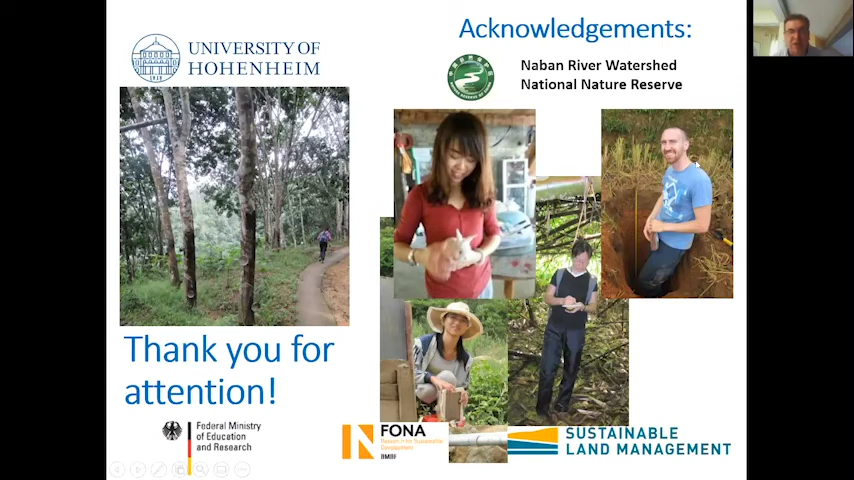 Acknowledgements:
UNIVERSITY OF
HOHENHEIM
1818
Naban River Watershed
National Nature Reserve
Thank you for
attention!
Federal Ministry
of Education
and Research
FONA
Research for Sustainable
Development
BMBF
SUSTAINABLE
LAND MANAGEMENT